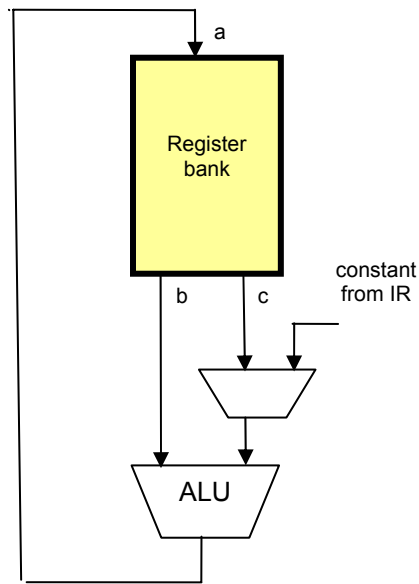 a
Register
bank
b
c
constant
from IR
ALU